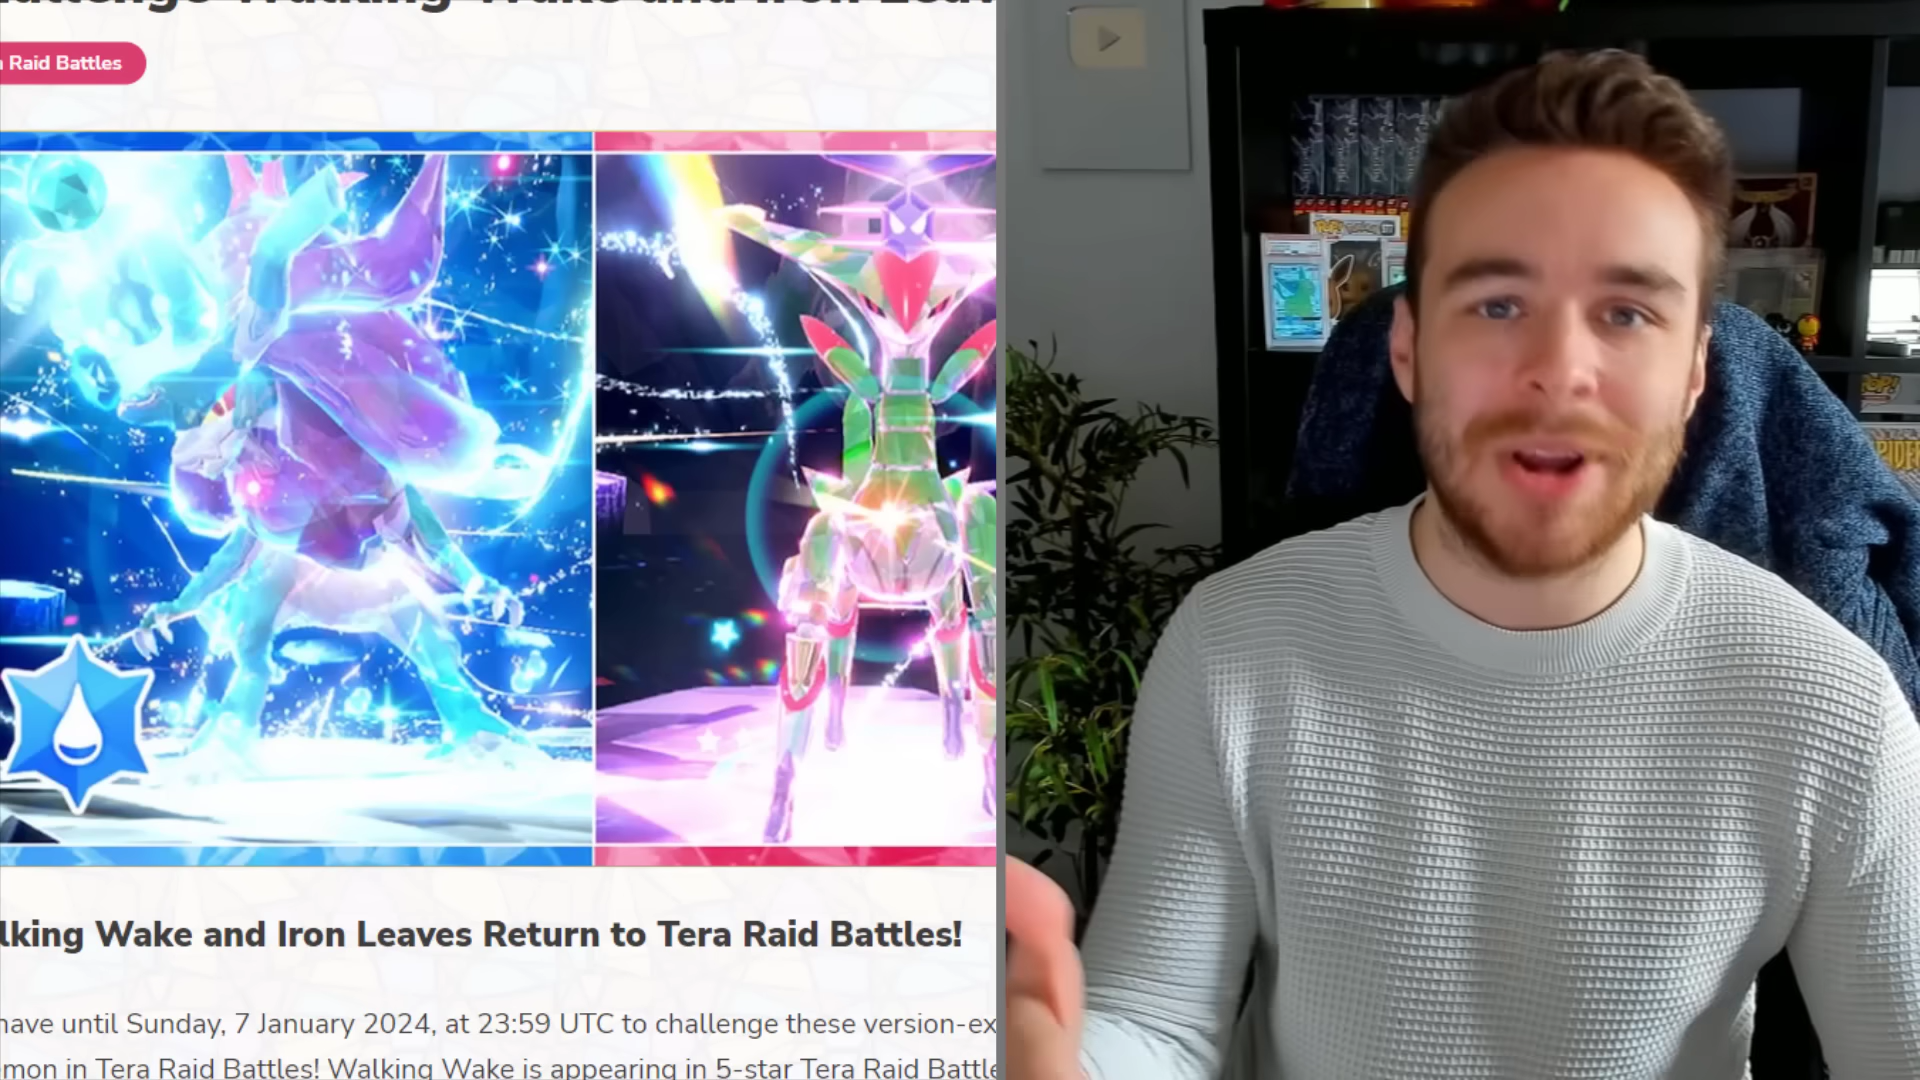 Raid Battles
lking Wake and Iron Leaves Return to Tera Raid Battles!
have until Sunday, 7 January 2024, at 23:59 UTC to challenge these version-ex
mon in Tera Raid Battles! Walking Wake is appearing in 5-star Tera Raid Battle
POP!
POP!